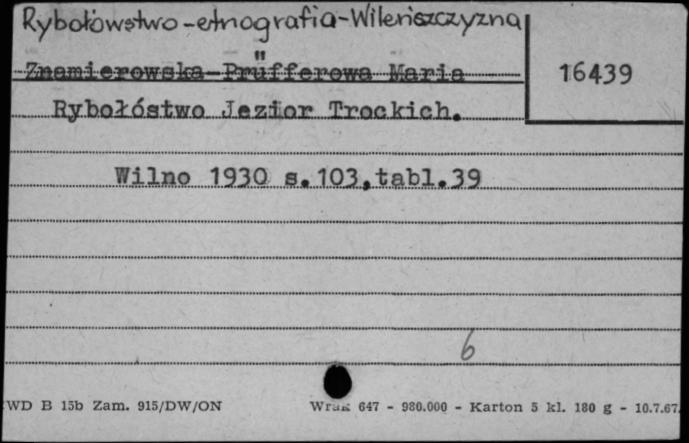 Rybołówstwo-etnografia-Wileńszczyzna
Znamierowska-Prüfferowa Maria
16439
Rybołóstwo Jezior Trockich.
Wilno 1930 s.103,tabl.39
6
WD B 15b Zam. 915/DW/ON
647 - 980.000 - Karton 5 kl. 180 g - 10.7.67.